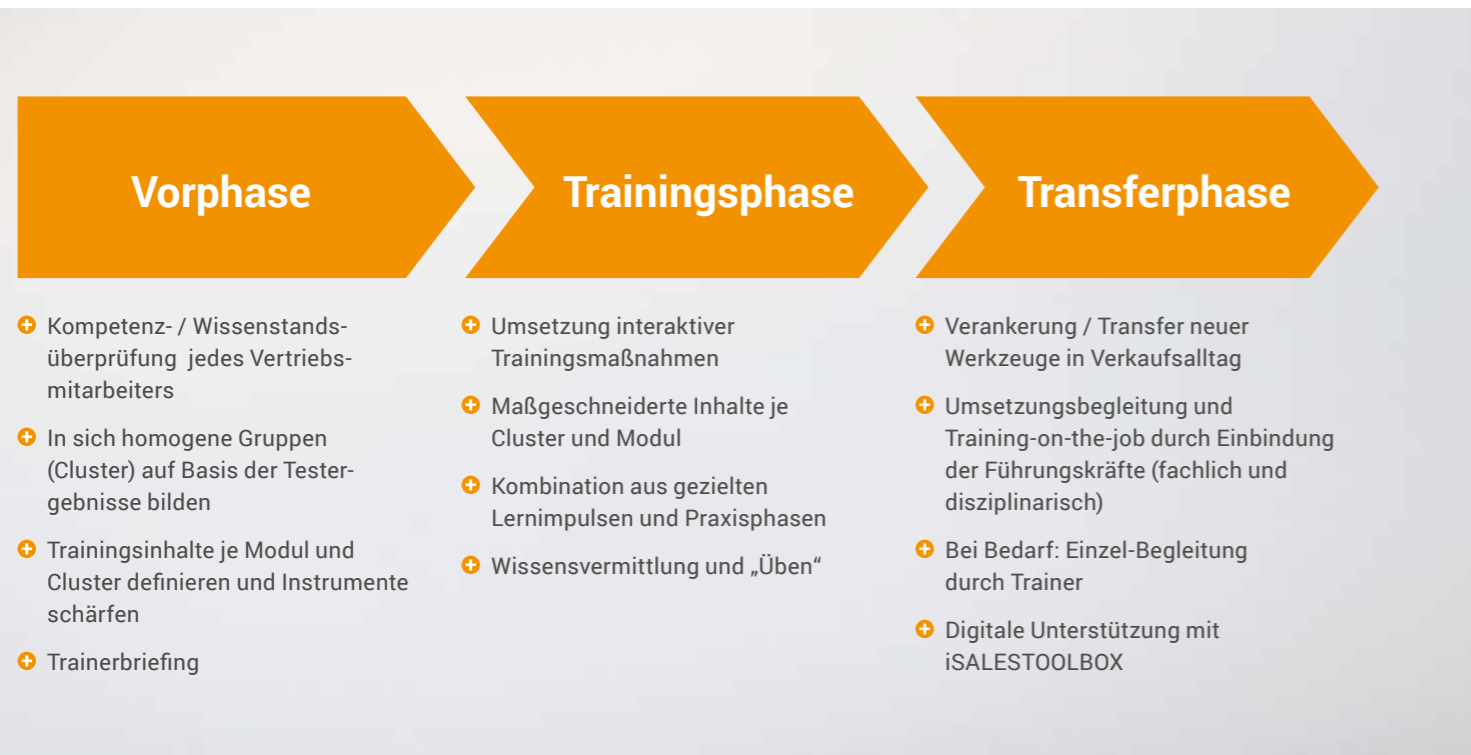 Vorphase
Kompetenz- / Wissenstands-
überprüfung  jedes Vertriebs-
mitarbeiters
In sich homogene Gruppen
(Cluster) auf Basis der Tester-
gebnisse bilden
Trainingsinhalte je Modul und
Cluster definieren und Instrumente
schärfen
Trainerbriefing
Trainingsphase
Umsetzung interaktiver
Trainingsmaßnahmen
Maßgeschneiderte Inhalte je
Cluster und Modul
Kombination aus gezielten
Lernimpulsen und Praxisphasen
Wissensvermittlung und „Üben“
Transferphase
Verankerung / Transfer neuer
Werkzeuge in Verkaufsalltag
Umsetzungsbegleitung und
Training-on-the-job durch Einbindung
der Führungskräfte (fachlich und
disziplinarisch)
Bei Bedarf: Einzel-Begleitung
durch Trainer
Digitale Unterstützung mit
iSALESTOOLBOX